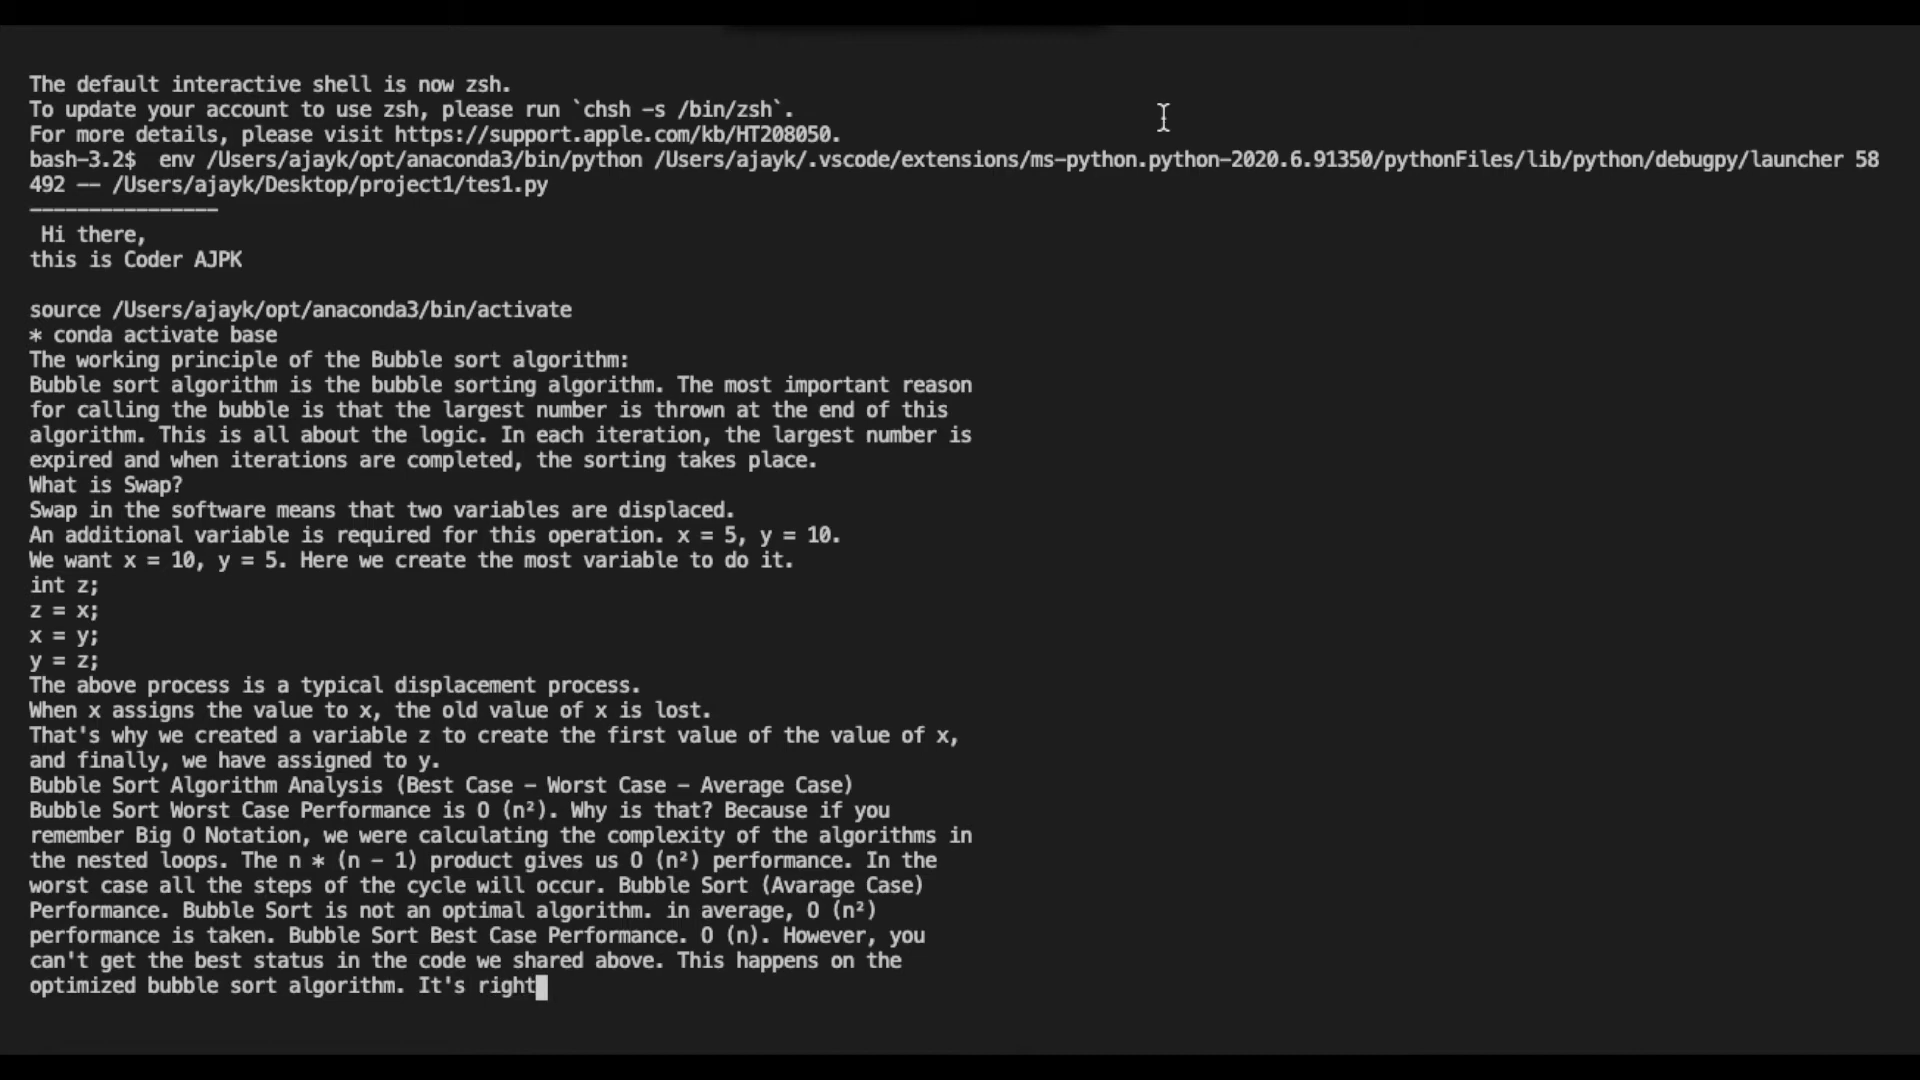 The default interactive shell is now zsh.
To update your account to use zsh, please run `chsh -s /bin/zsh`.
For more details, please visit https://support.apple.com/kb/HT208050.
bash-3.2$  env /Users/ajayk/opt/anaconda3/bin/python /Users/ajayk/.vscode/extensions/ms-python.python-2020.6.91350/pythonFiles/lib/python/debugpy/launcher 58
492 -- /Users/ajayk/Desktop/project1/tes1.py
----------------
 Hi there,
this is Coder AJPK

source /Users/ajayk/opt/anaconda3/bin/activate
* conda activate base
The working principle of the Bubble sort algorithm:
Bubble sort algorithm is the bubble sorting algorithm. The most important reason
for calling the bubble is that the largest number is thrown at the end of this
algorithm. This is all about the logic. In each iteration, the largest number is
expired and when iterations are completed, the sorting takes place.
What is Swap?
Swap in the software means that two variables are displaced.
An additional variable is required for this operation. x = 5, y = 10.
We want x = 10, y = 5. Here we create the most variable to do it.
int z;
z = x;
x = y;
y = z;
The above process is a typical displacement process.
When x assigns the value to x, the old value of x is lost.
That's why we created a variable z to create the first value of the value of x,
and finally, we have assigned to y.
Bubble Sort Algorithm Analysis (Best Case - Worst Case - Average Case)
Bubble Sort Worst Case Performance is O (n²). Why is that? Because if you
remember Big O Notation, we were calculating the complexity of the algorithms in
the nested loops. The n * (n - 1) product gives us O (n²) performance. In the
worst case all the steps of the cycle will occur. Bubble Sort (Avarage Case)
Performance. Bubble Sort is not an optimal algorithm. in average, O (n²)
performance is taken. Bubble Sort Best Case Performance. O (n). However, you
can't get the best status in the code we shared above. This happens on the
optimized bubble sort algorithm. It's right